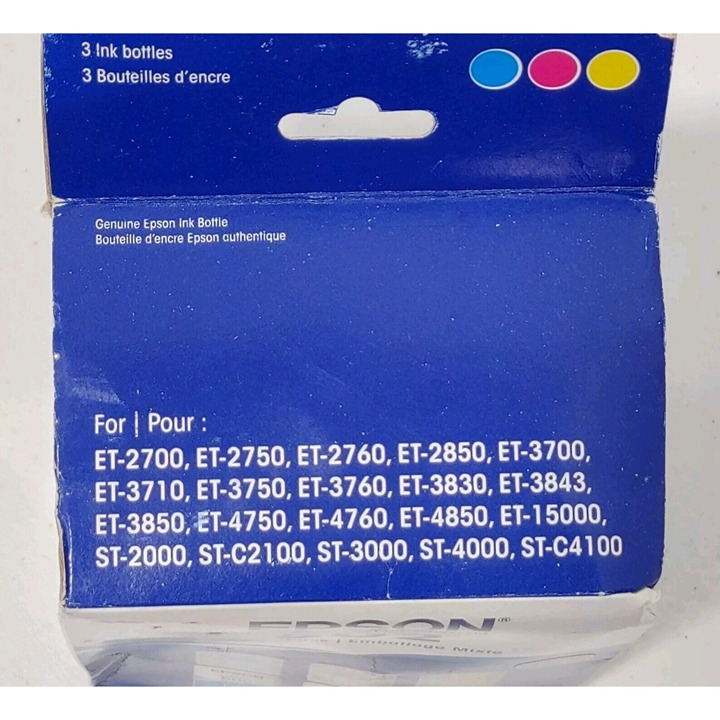 3 Ink bottles
3 Bouteilles d'encre
Genuine Epson Ink Bottle
Bouteille d'encre Epson authentique
For | Pour :
ET-2700, ET-2750, ET-2760, ET-2850, ET-3700,
ET-3710, ET-3750, ET-3760, ET-3830, ET-3843,
ET-3850, ET-4750, ET-4760, ET-4850, ET-15000,
ST-2000, ST-C2100, ST-3000, ST-4000, ST-C4100
EPSON®
| Emballage Mixte